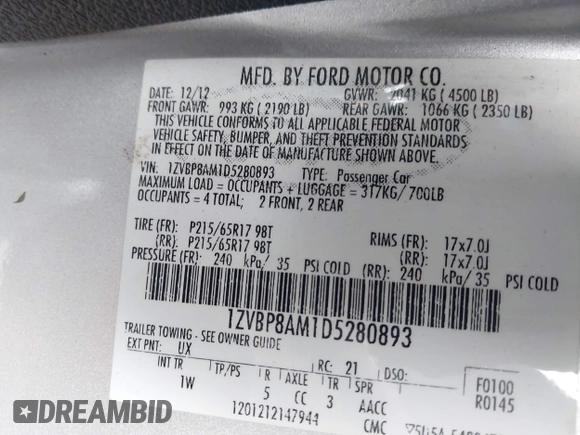 MFD. BY FORD MOTOR CO.
DATE: 12/12 GVWR: 2041 KG ( 4500 LB)
FRONT GAWR: 993 KG ( 2190 LB) REAR GAWR: 1066 KG ( 2350 LB)
THIS VEHICLE CONFORMS TO ALL APPLICABLE FEDERAL MOTOR
VEHICLE SAFETY, BUMPER, AND THEFT PREVENTION STANDARDS
IN EFFECT ON THE DATE OF MANUFACTURE SHOWN ABOVE.
VIN: 1ZVBP8AM1D5280893 TYPE: Passenger Car
MAXIMUM LOAD = OCCUPANTS + LUGGAGE = 317KG/ 700LB
OCCUPANTS = 4 TOTAL; 2 FRONT, 2 REAR
TIRE (FR): P215/65R17 98T RIMS (FR): 17x7.0J
(RR): P215/65R17 98T (RR): 17x7.0J
PRESSURE (FR): 240 kPa/ 35 PSI COLD (RR): 240 kPa/ 35 PSI COLD
1ZVBP8AM1D5280893
TRAILER TOWING - SEE OWNER GUIDE
EXT PNT: UX RC: 21 DSO: F0100
INT TR TP/PS R AXLE TR SPR R0145
1W 5 CC 3 AACC
1201212147944 CMC
DREAMBID
DREAMBID.COM